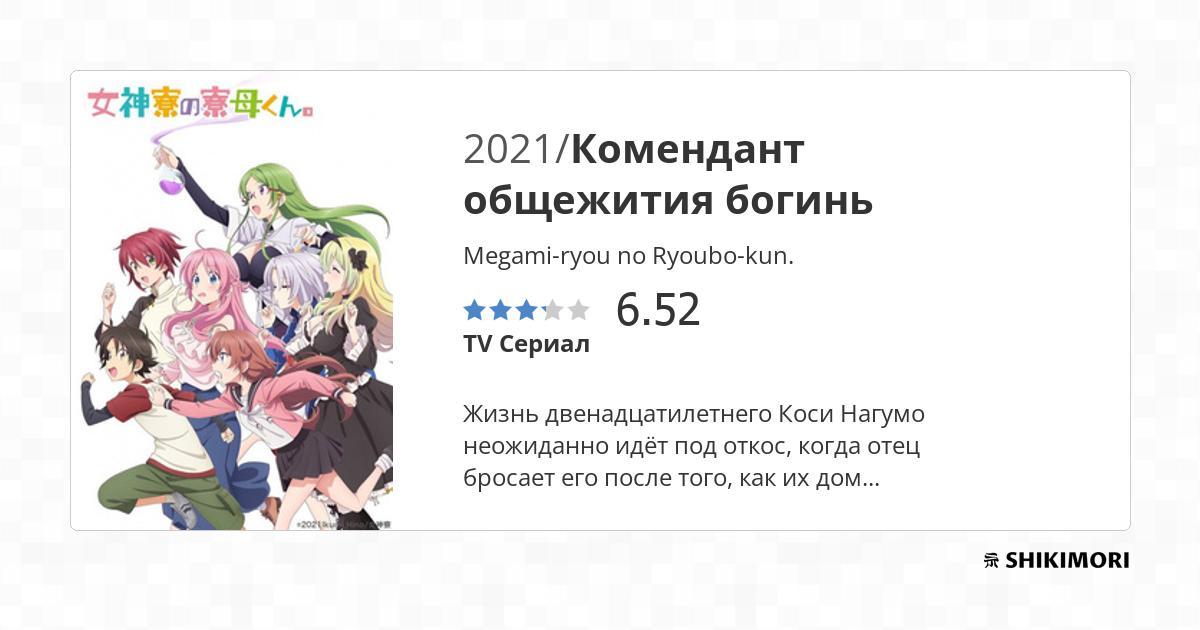 女神寮の寮母くん。
2021/Комендант
общежития богинь
Megami-ryou no Ryoubo-kun.
6.52
TV Сериал
Жизнь двенадцатилетнего Коси Нагумо
неожиданно идёт под откос, когда отец
бросает его после того, как их дом...
SHIKIMORI